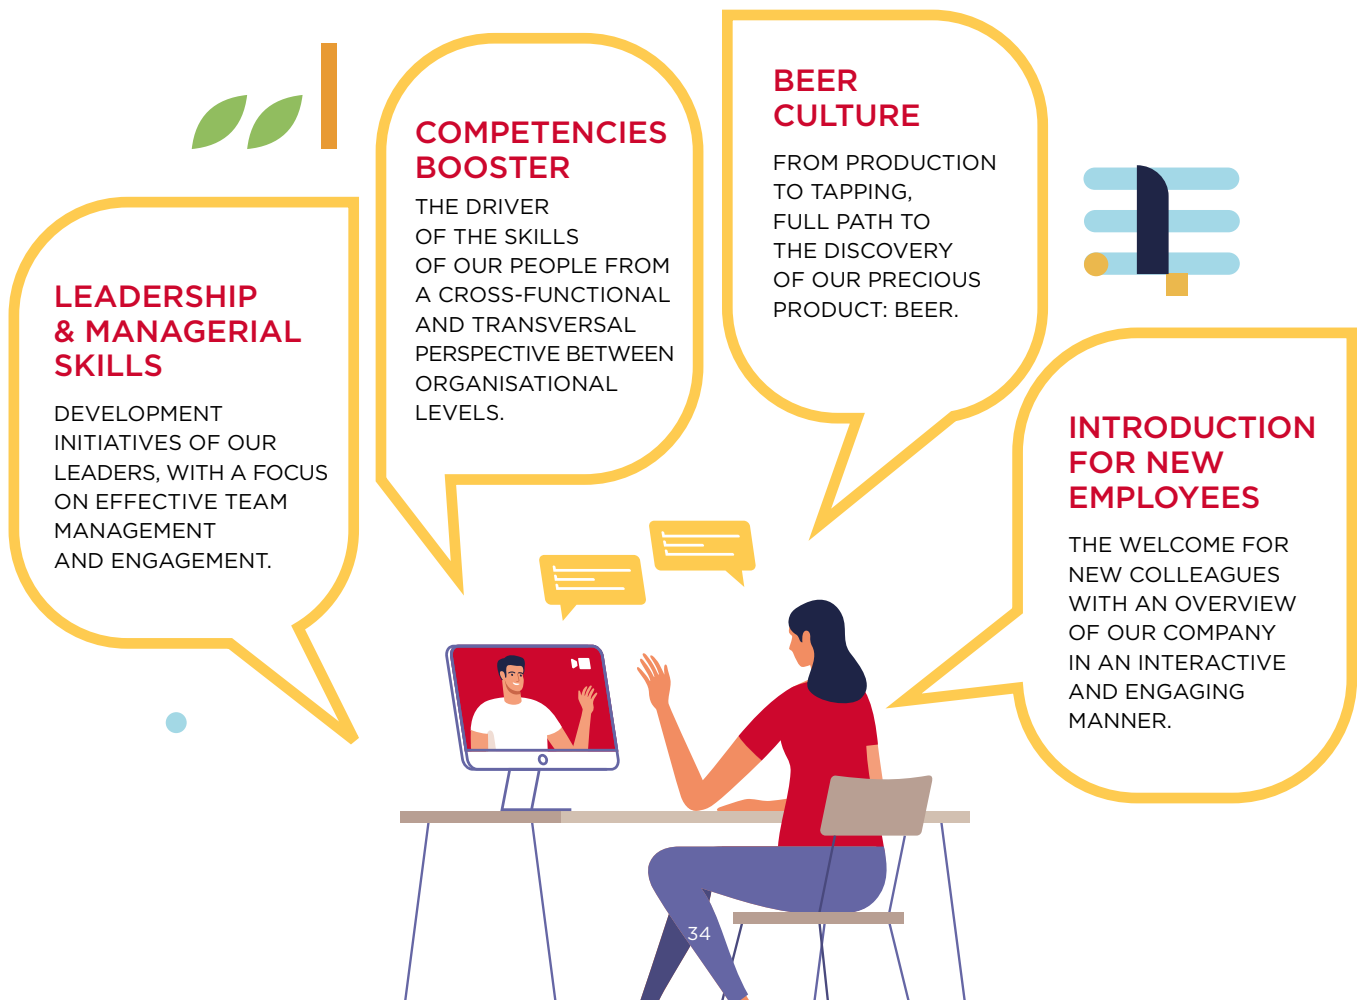 LEADERSHIP
& MANAGERIAL
SKILLS
DEVELOPMENT
INITIATIVES OF OUR
LEADERS, WITH A FOCUS
ON EFFECTIVE TEAM
MANAGEMENT
AND ENGAGEMENT.
COMPETENCIES
BOOSTER
THE DRIVER
OF THE SKILLS
OF OUR PEOPLE FROM
A CROSS-FUNCTIONAL
AND TRANSVERSAL
PERSPECTIVE BETWEEN
ORGANISATIONAL
LEVELS.
BEER
CULTURE
FROM PRODUCTION
TO TAPPING,
FULL PATH TO
THE DISCOVERY
OF OUR PRECIOUS
PRODUCT: BEER.
INTRODUCTION
FOR NEW
EMPLOYEES
THE WELCOME FOR
NEW COLLEAGUES
WITH AN OVERVIEW
OF OUR COMPANY
IN AN INTERACTIVE
AND ENGAGING
MANNER.
34